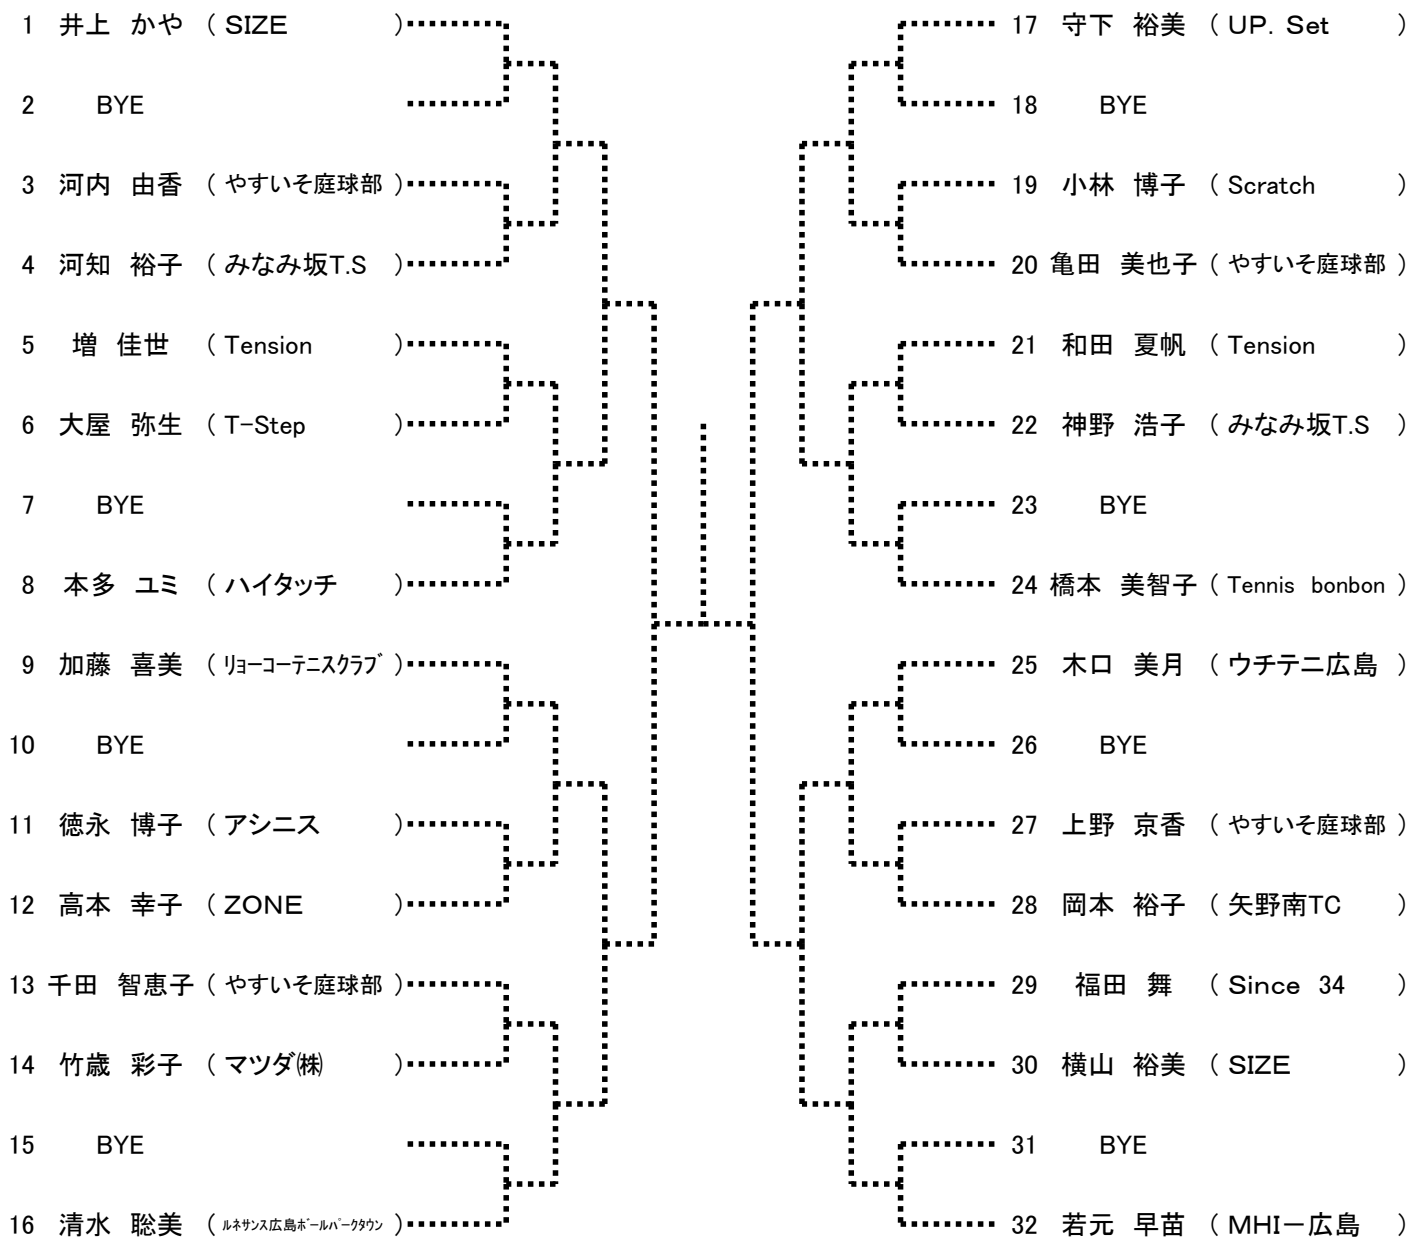 1 井上 かや （ SIZE ）
2 BYE
3 河内 由香 （ やすいそ庭球部 ）
4 河知 裕子 （ みなみ坂T.S ）
5 増 佳世 （ Tension ）
6 大屋 弥生 （ T-Step ）
7 BYE
8 本多 ユミ （ ハイタッチ ）
9 加藤 喜美 （ ﾘｮｰｺｰﾃﾆｽｸﾗﾌﾞ ）
10 BYE
11 徳永 博子 （ アシニス ）
12 高本 幸子 （ ZONE ）
13 千田 智恵子 （ やすいそ庭球部 ）
14 竹歳 彩子 （ マツダ㈱ ）
15 BYE
16 清水 聡美 （ ﾙﾈｻﾝｽ広島ﾎﾞｰﾙﾊﾟｰｸﾀｳﾝ ）
17 守下 裕美 （ UP. Set ）
18 BYE
19 小林 博子 （ Scratch ）
20 亀田 美也子 （ やすいそ庭球部 ）
21 和田 夏帆 （ Tension ）
22 神野 浩子 （ みなみ坂T.S ）
23 BYE
24 橋本 美智子 （ Tennis bonbon ）
25 木口 美月 （ ウチテニ広島 ）
26 BYE
27 上野 京香 （ やすいそ庭球部 ）
28 岡本 裕子 （ 矢野南TC ）
29 福田 舞 （ Since 34 ）
30 横山 裕美 （ SIZE ）
31 BYE
32 若元 早苗 （ MHI－広島 ）